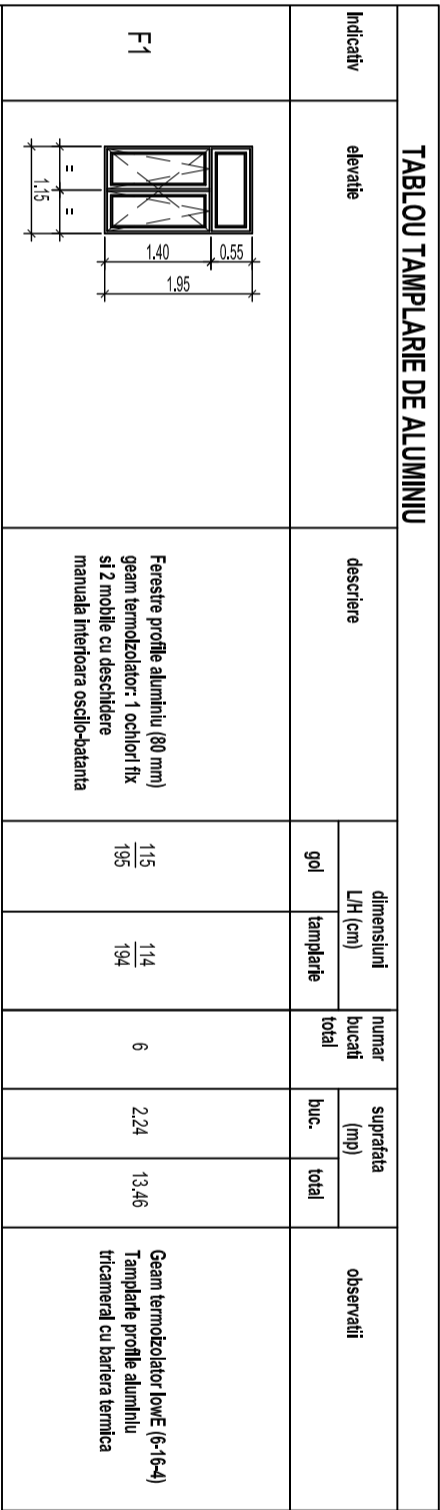 TABLOU TAMPLARIE DE ALUMINIU
Indicativ
elevatie
descriere
dimensiuni
L/H (cm)
gol
tamplarie
numar
bucati
total
suprafata
(mp)
buc.
total
observatii
F1
0.55
1.40
1.95
=
=
1.15
Ferestre profile aluminiu (80 mm)
geam termoizolator: 1 ochiori fix
si 2 mobile cu deschidere
manuala interioara oscilo-batanta
115
195
114
194
6
2.24
13.46
Geam termoizolator lowE (6-16-4)
Tamplarie profile aluminiu
tricameral cu bariera termica